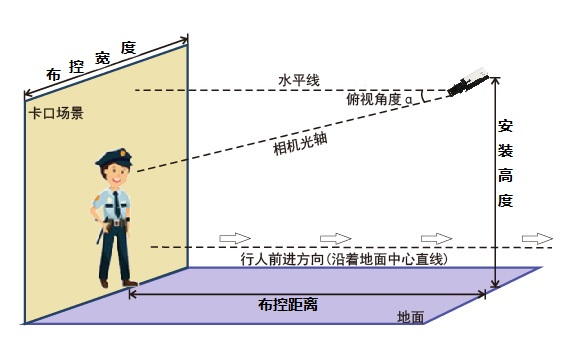 布控宽度
水平线
俯视角度α
卡口场景
安装高度
相机光轴
行人前进方向(沿着地面中心直线)
布控距离
地面